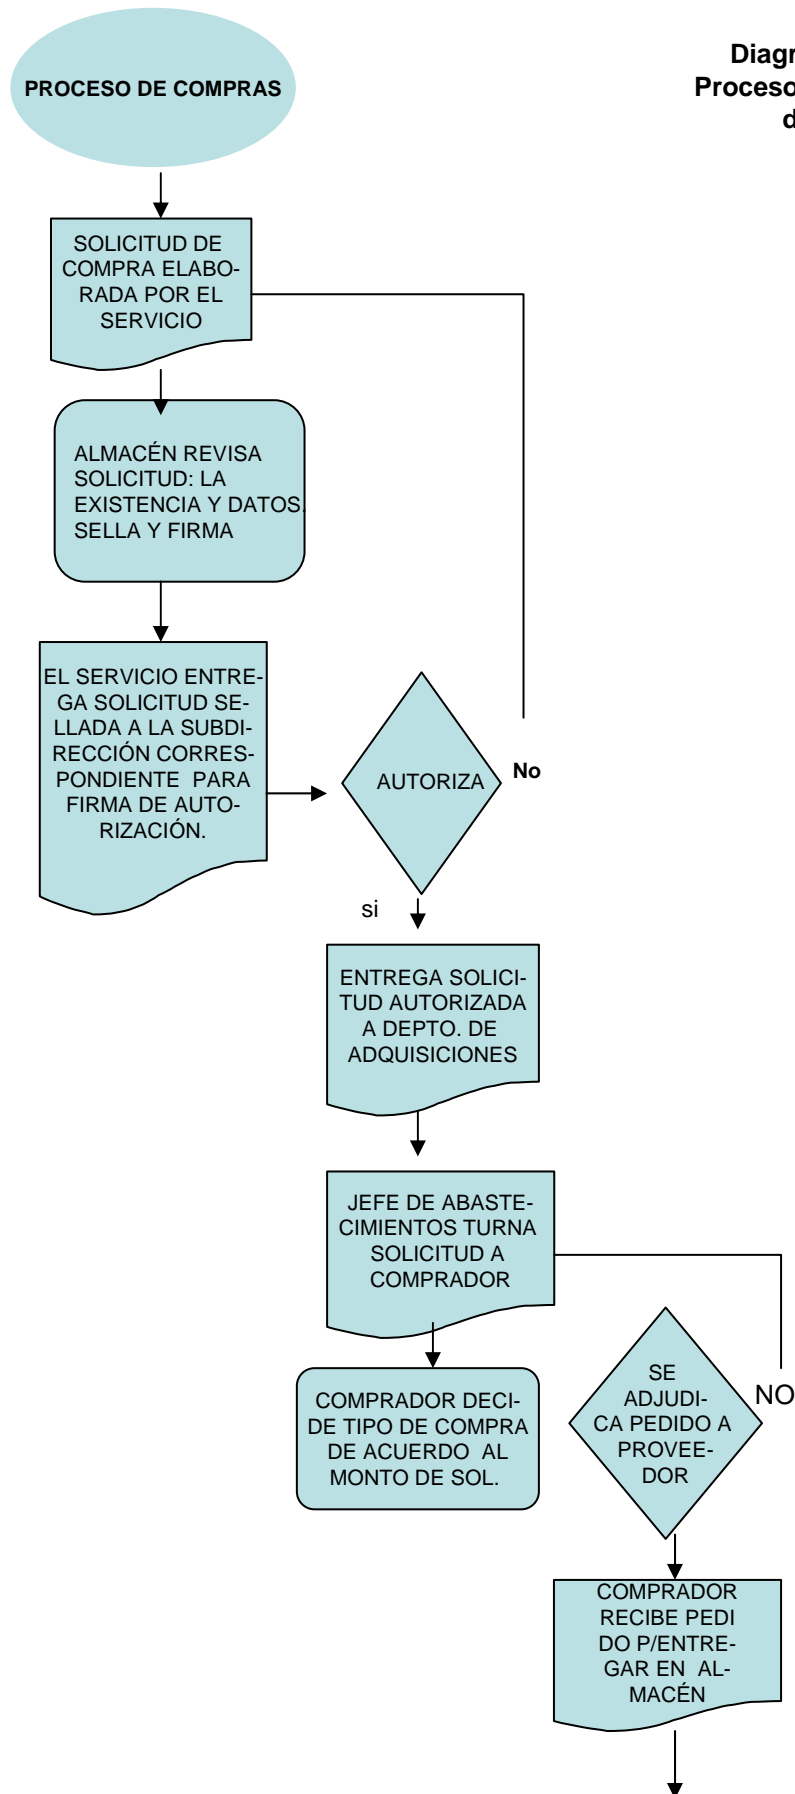 PROCESO DE COMPRAS
Diagr
Proceso
d
SOLICITUD DE
COMPRA ELABO-
RADA POR EL
SERVICIO
ALMACÉN REVISA
SOLICITUD: LA
EXISTENCIA Y DATOS.
SELLA Y FIRMA
EL SERVICIO ENTRE-
GA SOLICITUD SE-
LLADA A LA SUBDI-
RECCIÓN CORRES-
PONDIENTE PARA
FIRMA DE AUTO-
RIZACIÓN.
AUTORIZA
No
si
ENTREGA SOLICI-
TUD AUTORIZADA
A DEPTO. DE
ADQUISICIONES
JEFE DE ABASTE-
CIMIENTOS TURNA
SOLICITUD A
COMPRADOR
COMPRADOR DECI-
DE TIPO DE COMPRA
DE ACUERDO AL
MONTO DE SOL.
SE
ADJUDI-
CA PEDIDO A
PROVEE-
DOR
NO
COMPRADOR
RECIBE PEDI
DO P/ENTRE-
GAR EN AL-
MACÉN